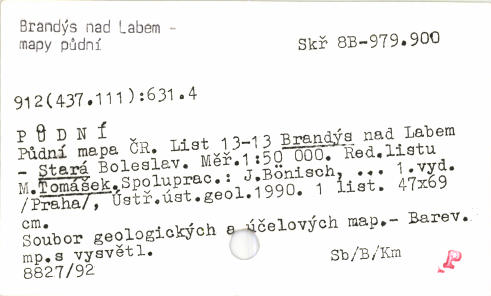 Brandýs nad Labem -
mapy půdní
Skř 8B-979.900
912(437.111):631.4
P Ů D N Í
Půdní mapa ČR. List 13-13 Brandýs nad Labem
- Stará Boleslav. Měř.1:50 000. Red.listu
M.Tomášek.Spoluprac.: J.Bönisch, ... 1.vyd.
/Praha/, Ústř.úst.geol.1990. 1 list. 47x69
cm.
Soubor geologických a účelových map.- Barev.
mp.s vysvětl.
Sb/B/Km
8827/92
P